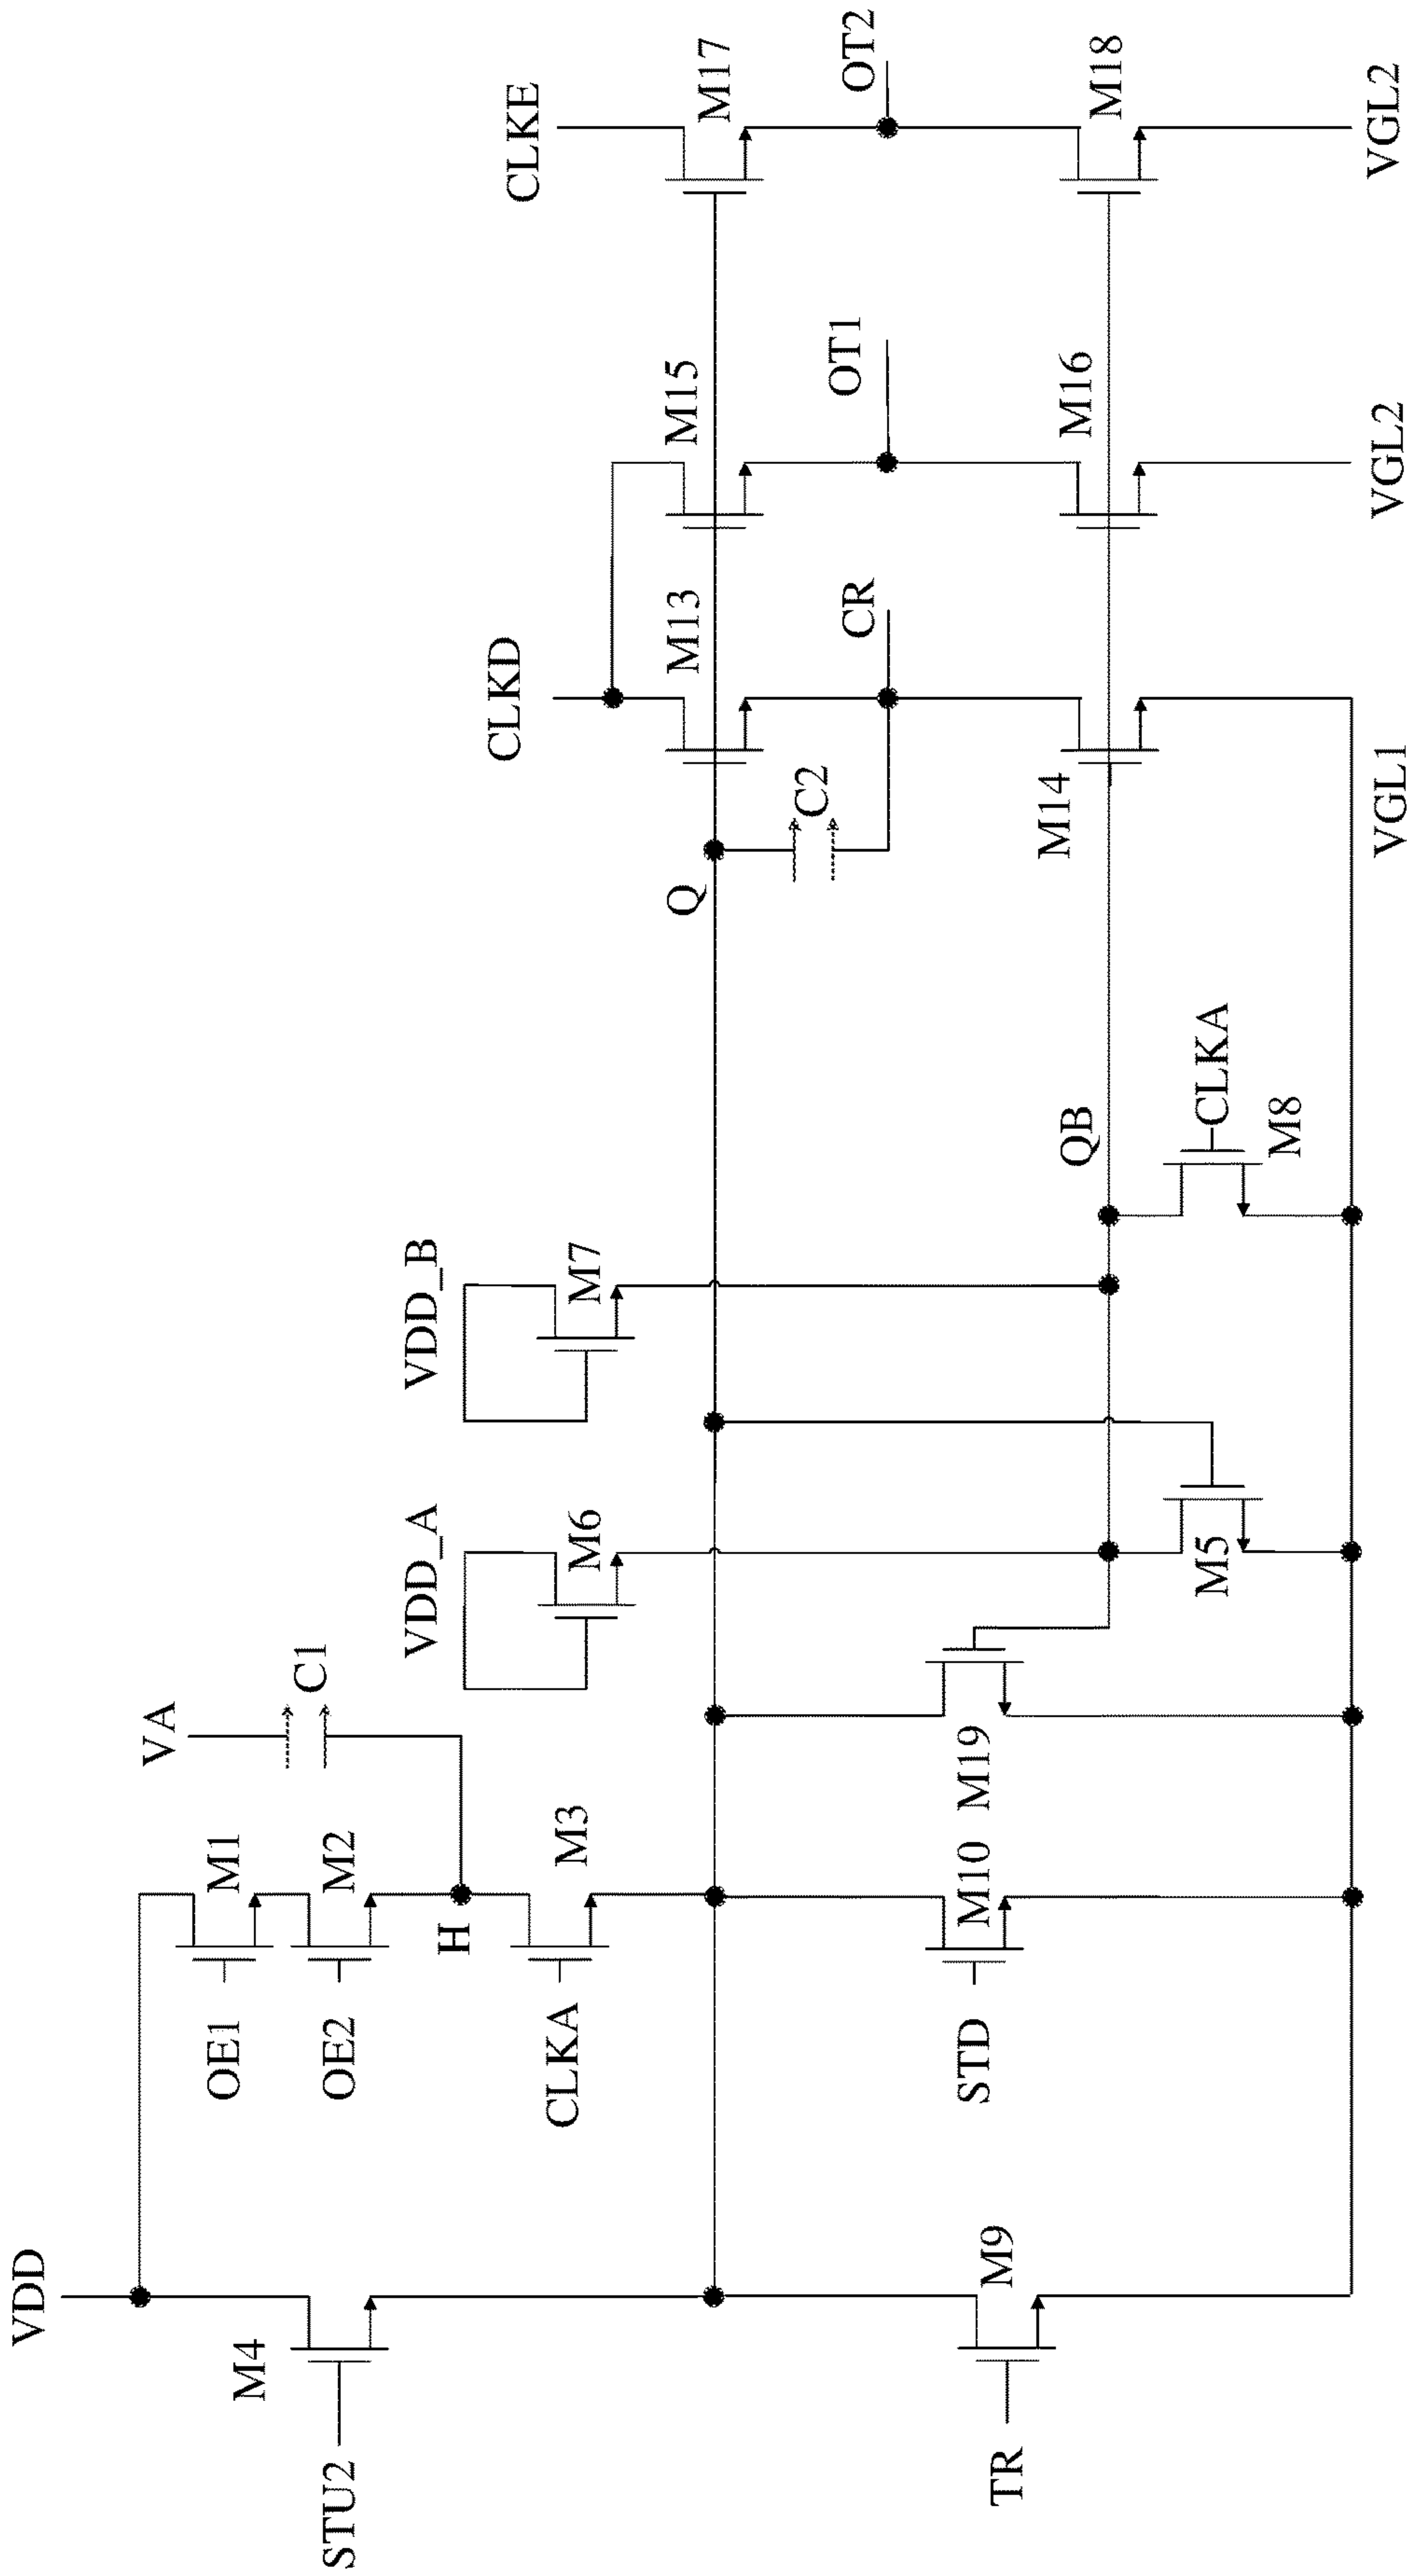 VDD
VA
VDD_A
VDD_B
CLKD
CLKE
STU2
M4
OE1
M1
OE2
M2
H
C1
CLKA
M3
M6
M7
Q
C2
M13
M15
M17
CR
OT1
OT2
TR
M9
STD
M10
M19
M5
QB
CLKA
M8
M14
M16
M18
VGL1
VGL2
VGL2